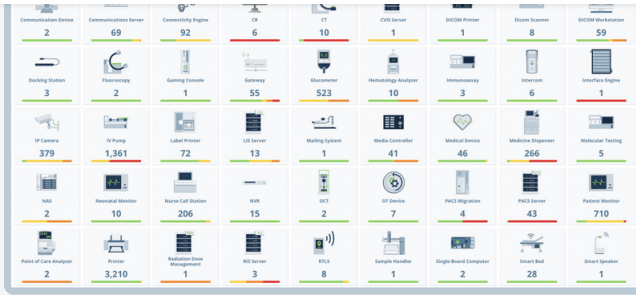 Communication Device
Communications Server
Connectivity Engine
CR
CT
CVIS Server
DICOM Printer
Dicom Scanner
DICOM Workstation
2
69
92
6
10
1
1
8
59
Docking Station
Fluoroscopy
Gaming Console
Gateway
Glucometer
Hematology Analyzer
Immunoassay
Intercom
Interface Engine
3
2
1
55
523
10
3
6
1
IP Camera
IV Pump
Label Printer
LIS Server
Mailing System
Media Controller
Medical Device
Medicine Dispenser
Molecular Testing
379
1,361
72
13
1
41
46
266
5
NAS
Neonatal Monitor
Nurse Call Station
NVR
OCT
OT Device
PACS Migration
PACS Server
Patient Monitor
2
10
206
15
2
7
4
43
710
Point of Care Analyzer
Printer
Radiation Dose
Management
RIS Server
RTLS
Sample Handler
Single-Board Computer
Smart Bed
Smart Speaker
2
3,210
1
3
8
1
2
28
1